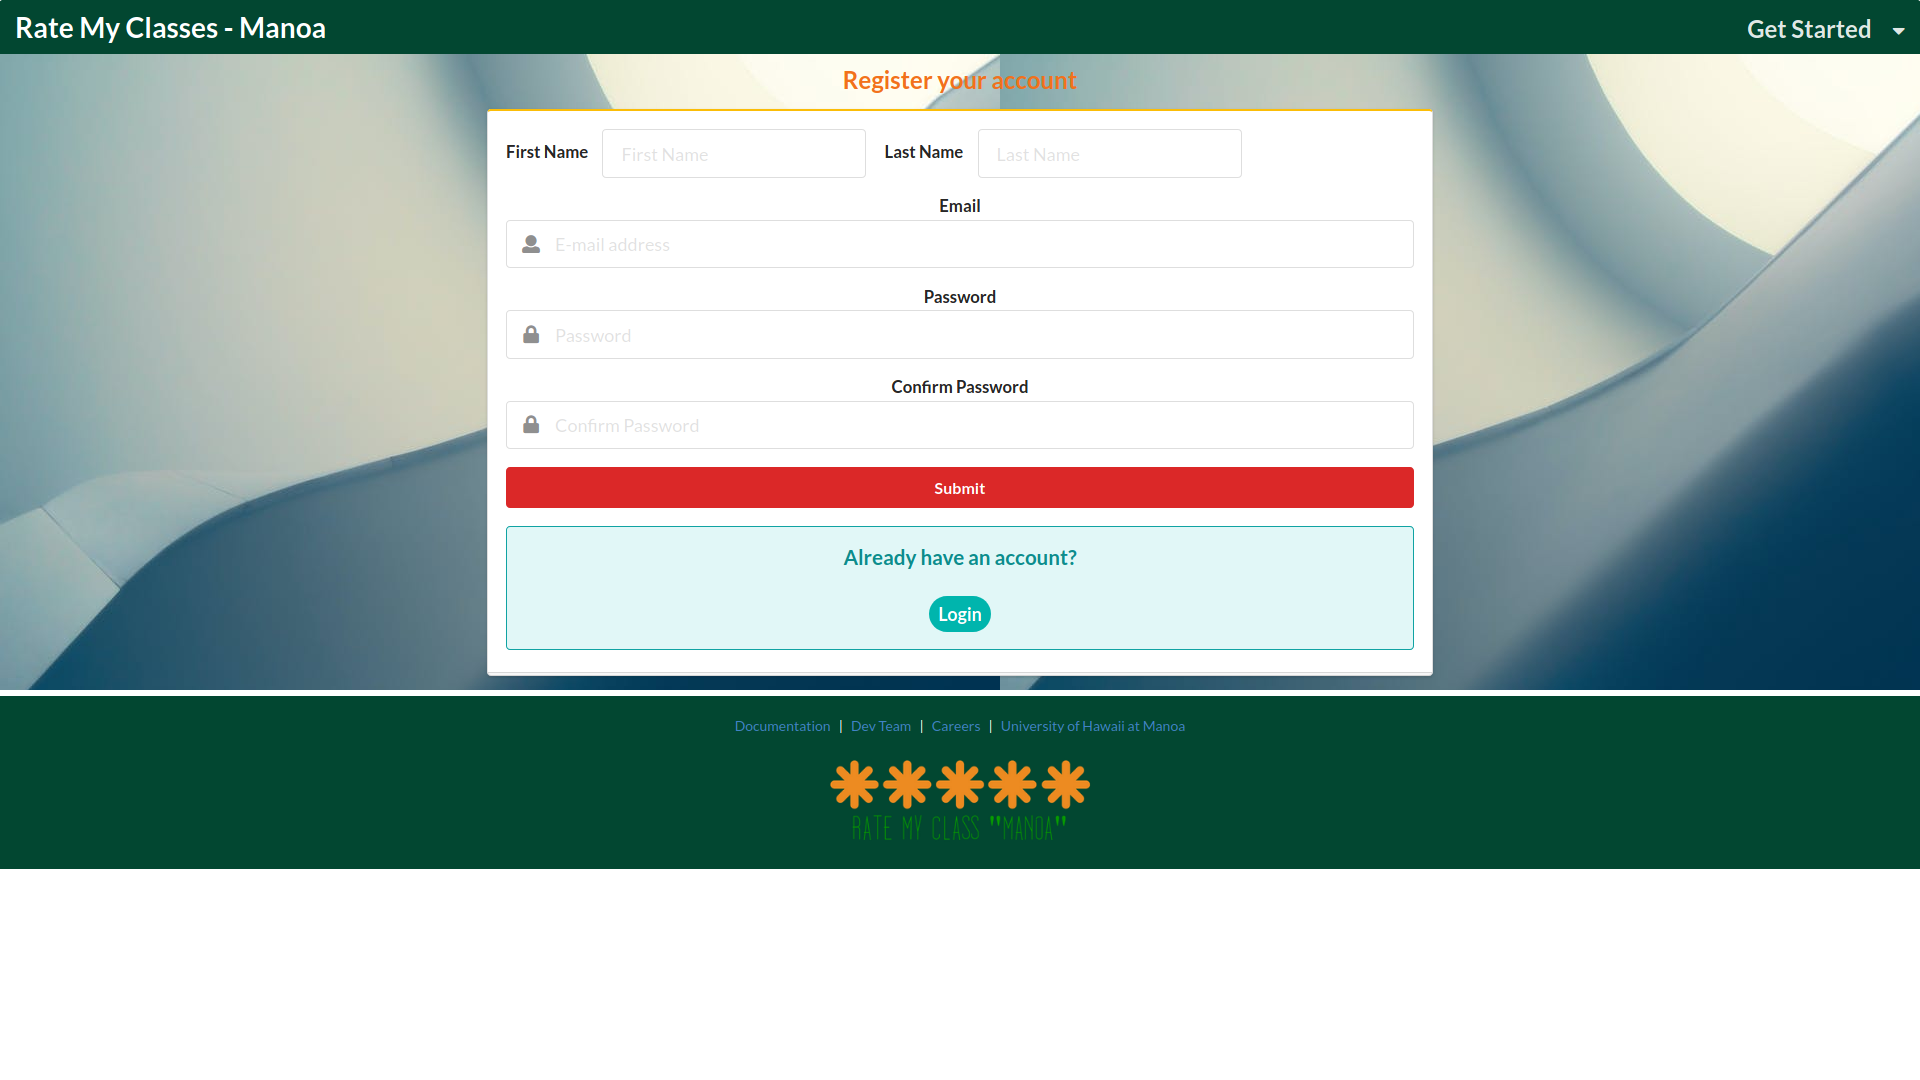 Rate My Classes - Manoa
Get Started
Register your account
First Name
First Name
Last Name
Last Name
Email
E-mail address
Password
Password
Confirm Password
Confirm Password
Submit
Already have an account?
Login
Documentation | Dev Team | Careers | University of Hawaii at Manoa
RATE MY CLASS "MANOA"